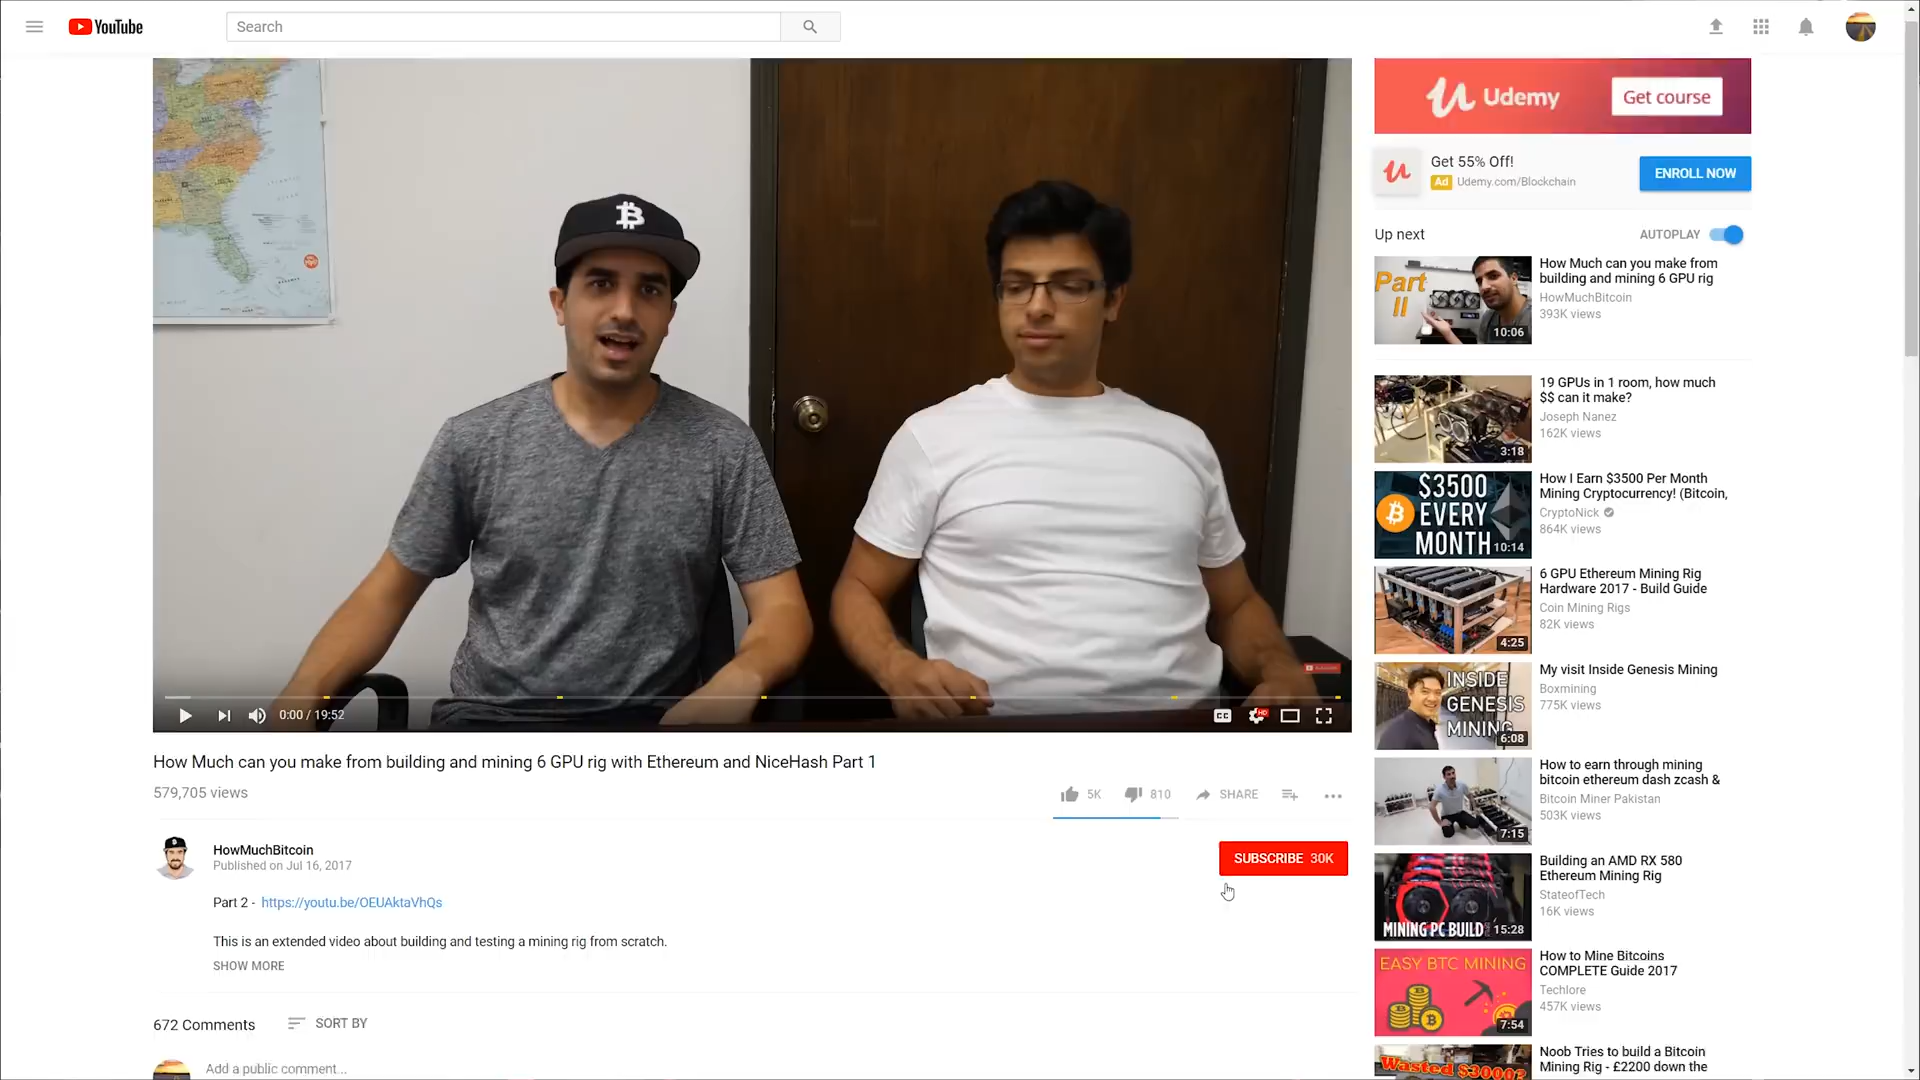 YouTube
Search
Udemy
Get course
Get 55% Off!
Ad Udemy.com/Blockchain
ENROLL NOW
Up next
AUTOPLAY
Part
II
10:06
How Much can you make from
building and mining 6 GPU rig
HowMuchBitcoin
393K views
3:18
19 GPUs in 1 room, how much
$$ can it make?
Joseph Nanez
162K views
$3500
EVERY
MONTH
10:14
How I Earn $3500 Per Month
Mining Cryptocurrency! (Bitcoin,
CryptoNick
864K views
4:25
6 GPU Ethereum Mining Rig
Hardware 2017 - Build Guide
Coin Mining Rigs
82K views
INSIDE
GENESIS
MINING
6:08
My visit Inside Genesis Mining
Boxmining
775K views
7:15
How to earn through mining
bitcoin ethereum dash zcash &
Bitcoin Miner Pakistan
503K views
MINING PC BUILD
15:28
Building an AMD RX 580
Ethereum Mining Rig
StateofTech
16K views
EASY BTC MINING
7:54
How to Mine Bitcoins
COMPLETE Guide 2017
Techlore
457K views
Wasted $3000?
Noob Tries to build a Bitcoin
Mining Rig - £2200 down the
0:00 / 19:52
CC
HD
How Much can you make from building and mining 6 GPU rig with Ethereum and NiceHash Part 1
579,705 views
5K
810
SHARE
HowMuchBitcoin
Published on Jul 16, 2017
SUBSCRIBE 30K
Part 2 - https://youtu.be/OEUAktaVhQs
This is an extended video about building and testing a mining rig from scratch.
SHOW MORE
672 Comments
SORT BY
Add a public comment...